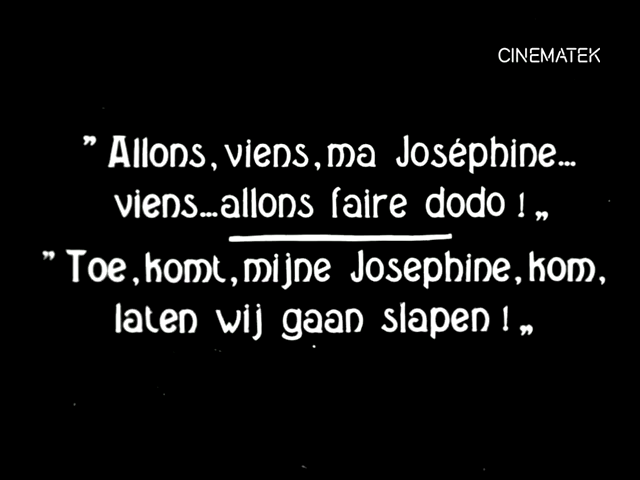 CINEMATEK
” Allons, viens, ma Joséphine...
viens...allons faire dodo ! „
” Toe, komt, mijne Josephine, kom,
laten wij gaan slapen ! „